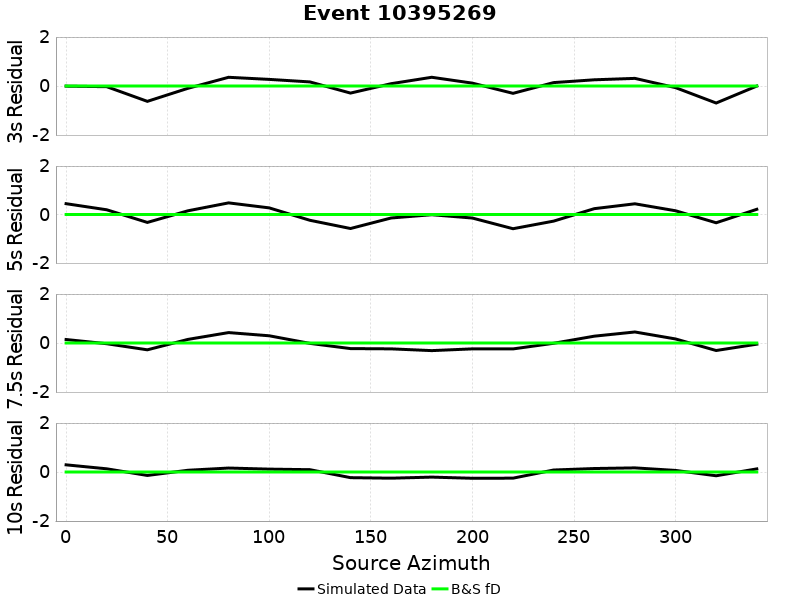 Event 10395269
3s Residual
2
0
-2
5s Residual
2
0
-2
7.5s Residual
2
0
-2
10s Residual
2
0
-2
0 50 100 150 200 250 300
Source Azimuth
Simulated Data B&S fD